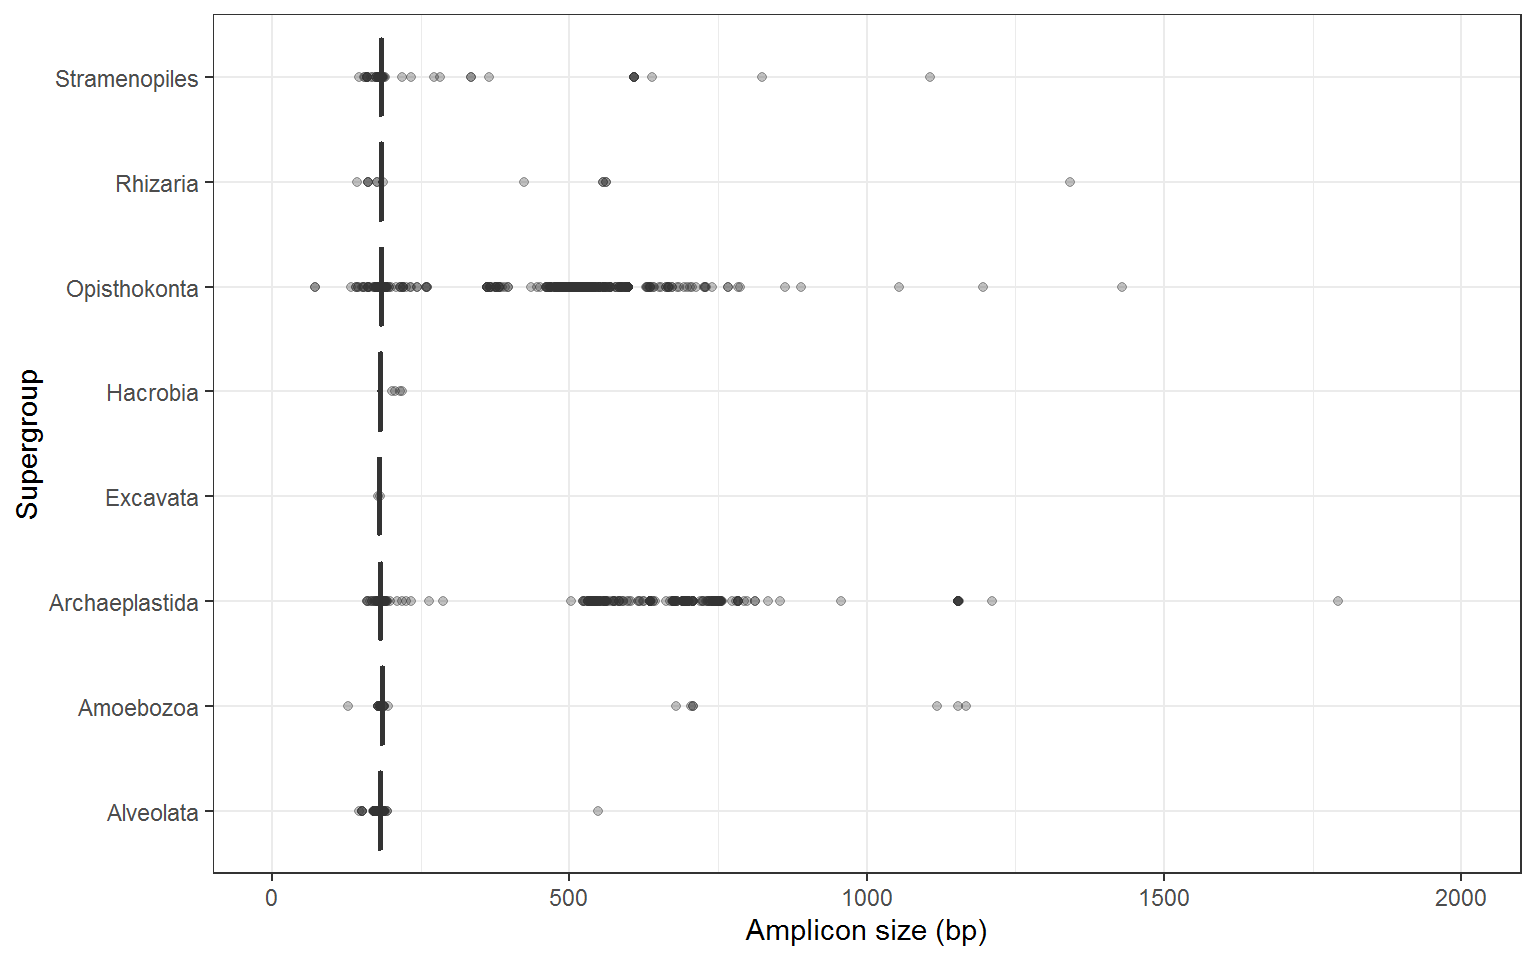 Supergroup
Stramenopiles
Rhizaria
Opisthokonta
Hacrobia
Excavata
Archaeplastida
Amoebozoa
Alveolata
0 500 1000 1500 2000
Amplicon size (bp)